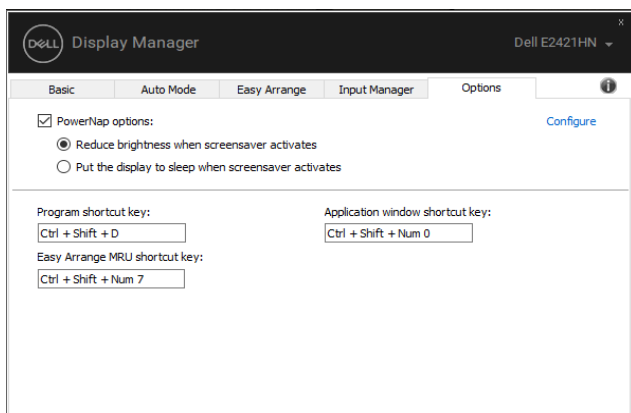 DELL Display Manager
x
Dell E2421HN
Basic Auto Mode Easy Arrange Input Manager Options
i
PowerNap options: Configure
Reduce brightness when screensaver activates
Put the display to sleep when screensaver activates
Program shortcut key: Application window shortcut key:
Ctrl + Shift + D Ctrl + Shift + Num 0
Easy Arrange MRU shortcut key:
Ctrl + Shift + Num 7